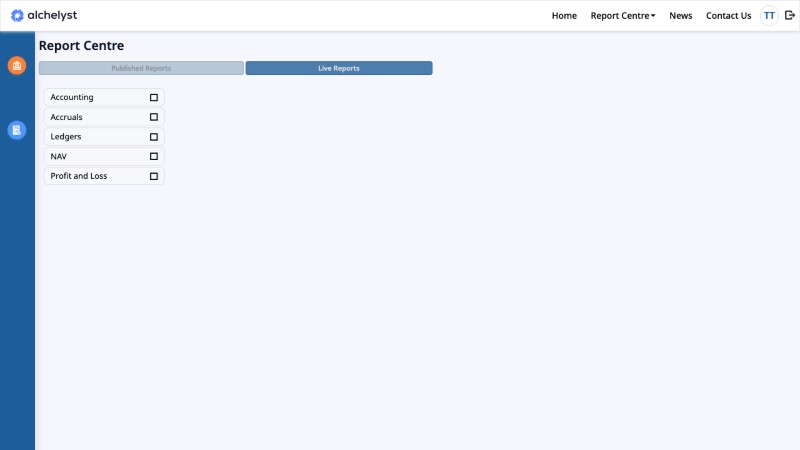 alchelyst
Home Report Centre News Contact Us TT
Report Centre
Published Reports Live Reports
Accounting
Accruals
Ledgers
NAV
Profit and Loss